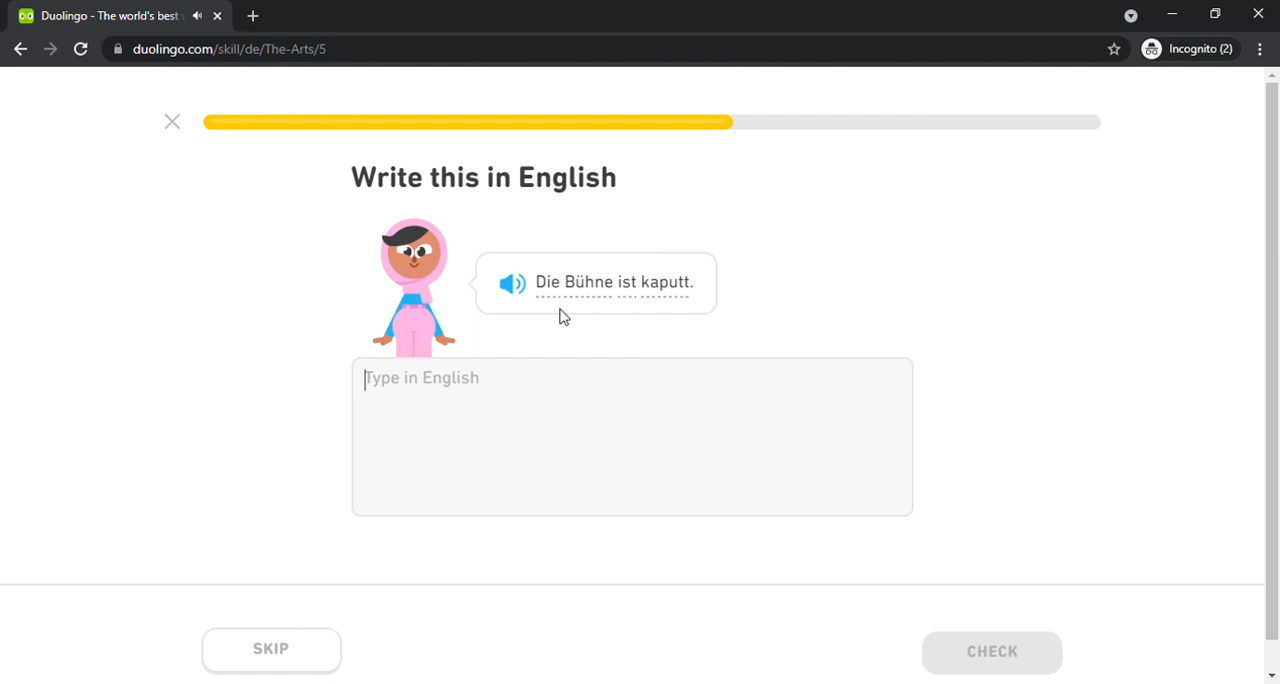 Duolingo - The world's best
duolingo.com/skill/de/The-Arts/5
Incognito (2)
Write this in English
Die Bühne ist kaputt.
Type in English
SKIP
CHECK